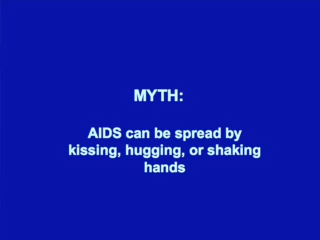 MYTH:
AIDS can be spread by
kissing, hugging, or shaking
hands